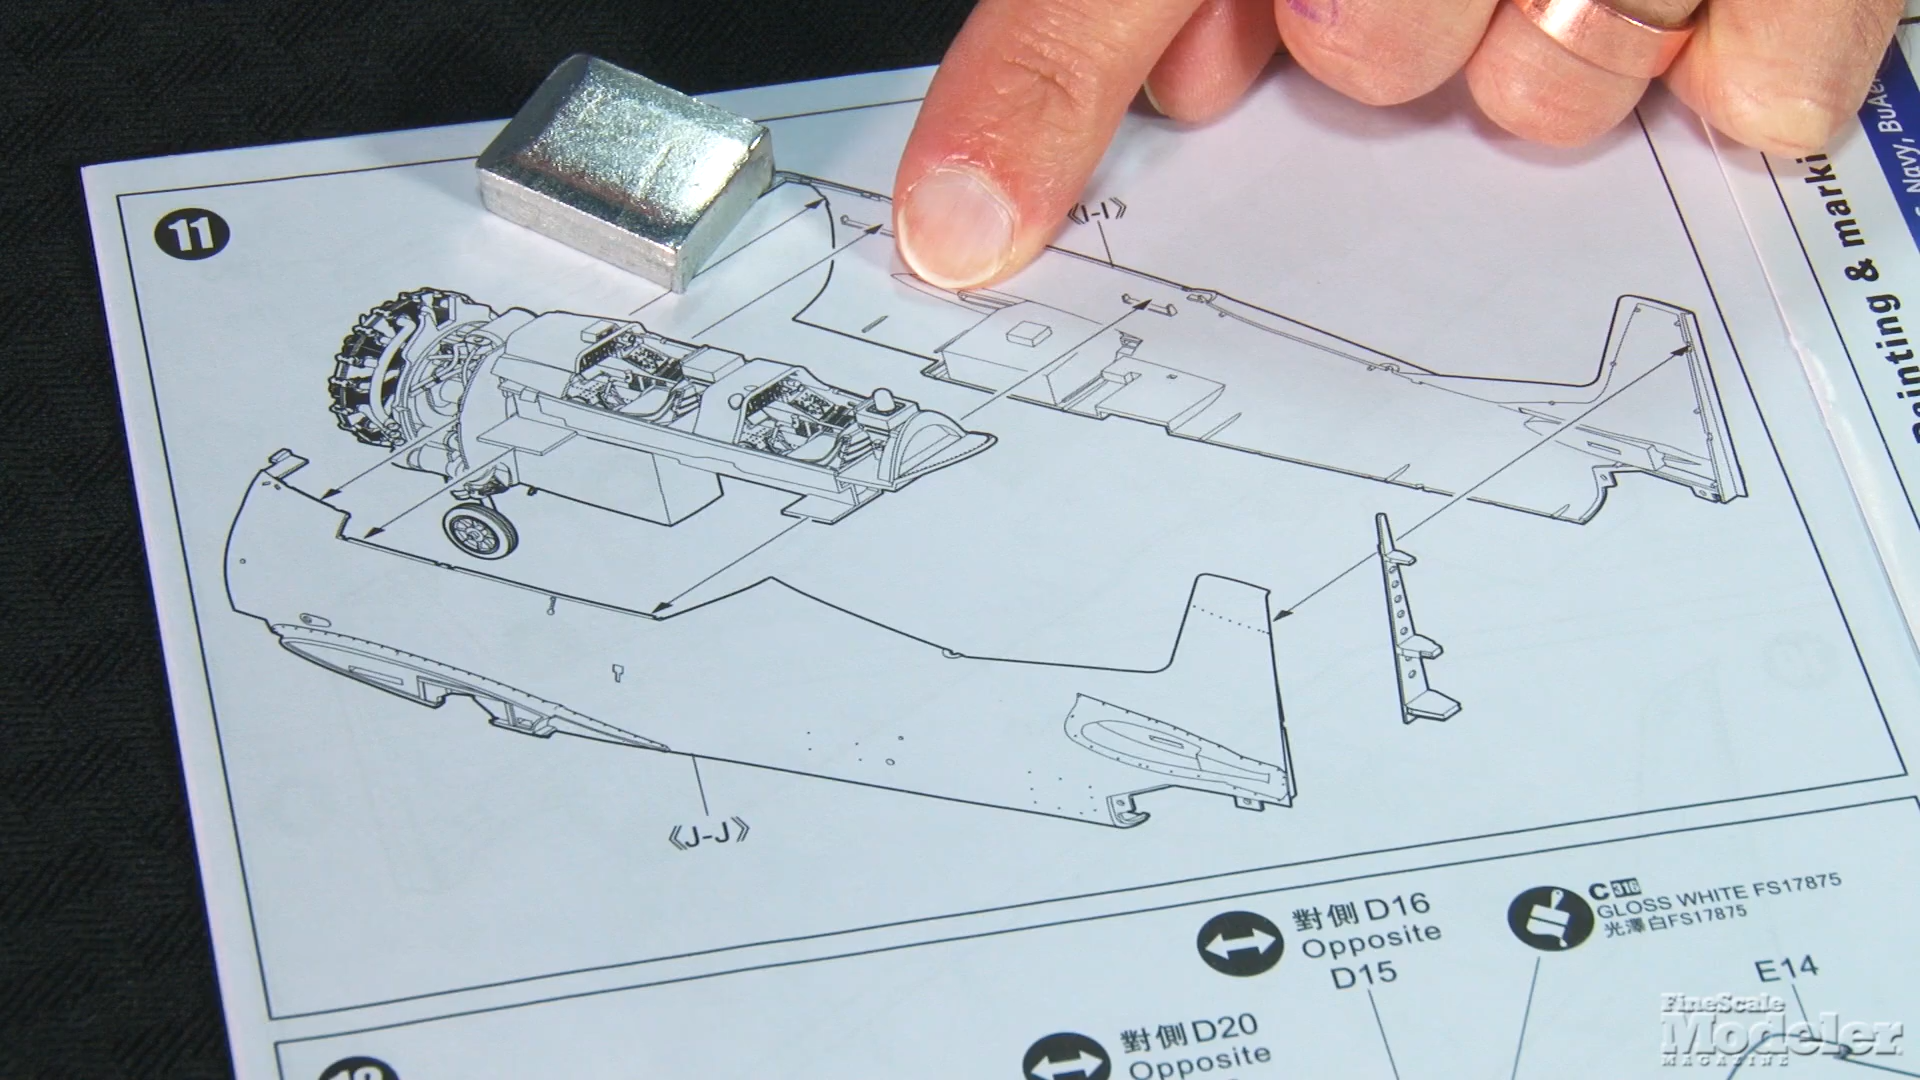 11
《I-I》
Navy, BuAe
painting & marki
《J-J》
對側 D16
Opposite
D15
C 316
GLOSS WHITE FS17875
光澤白FS17875
E14
對側 D20
Opposite
FineScale
Modeler
MAGAZINE